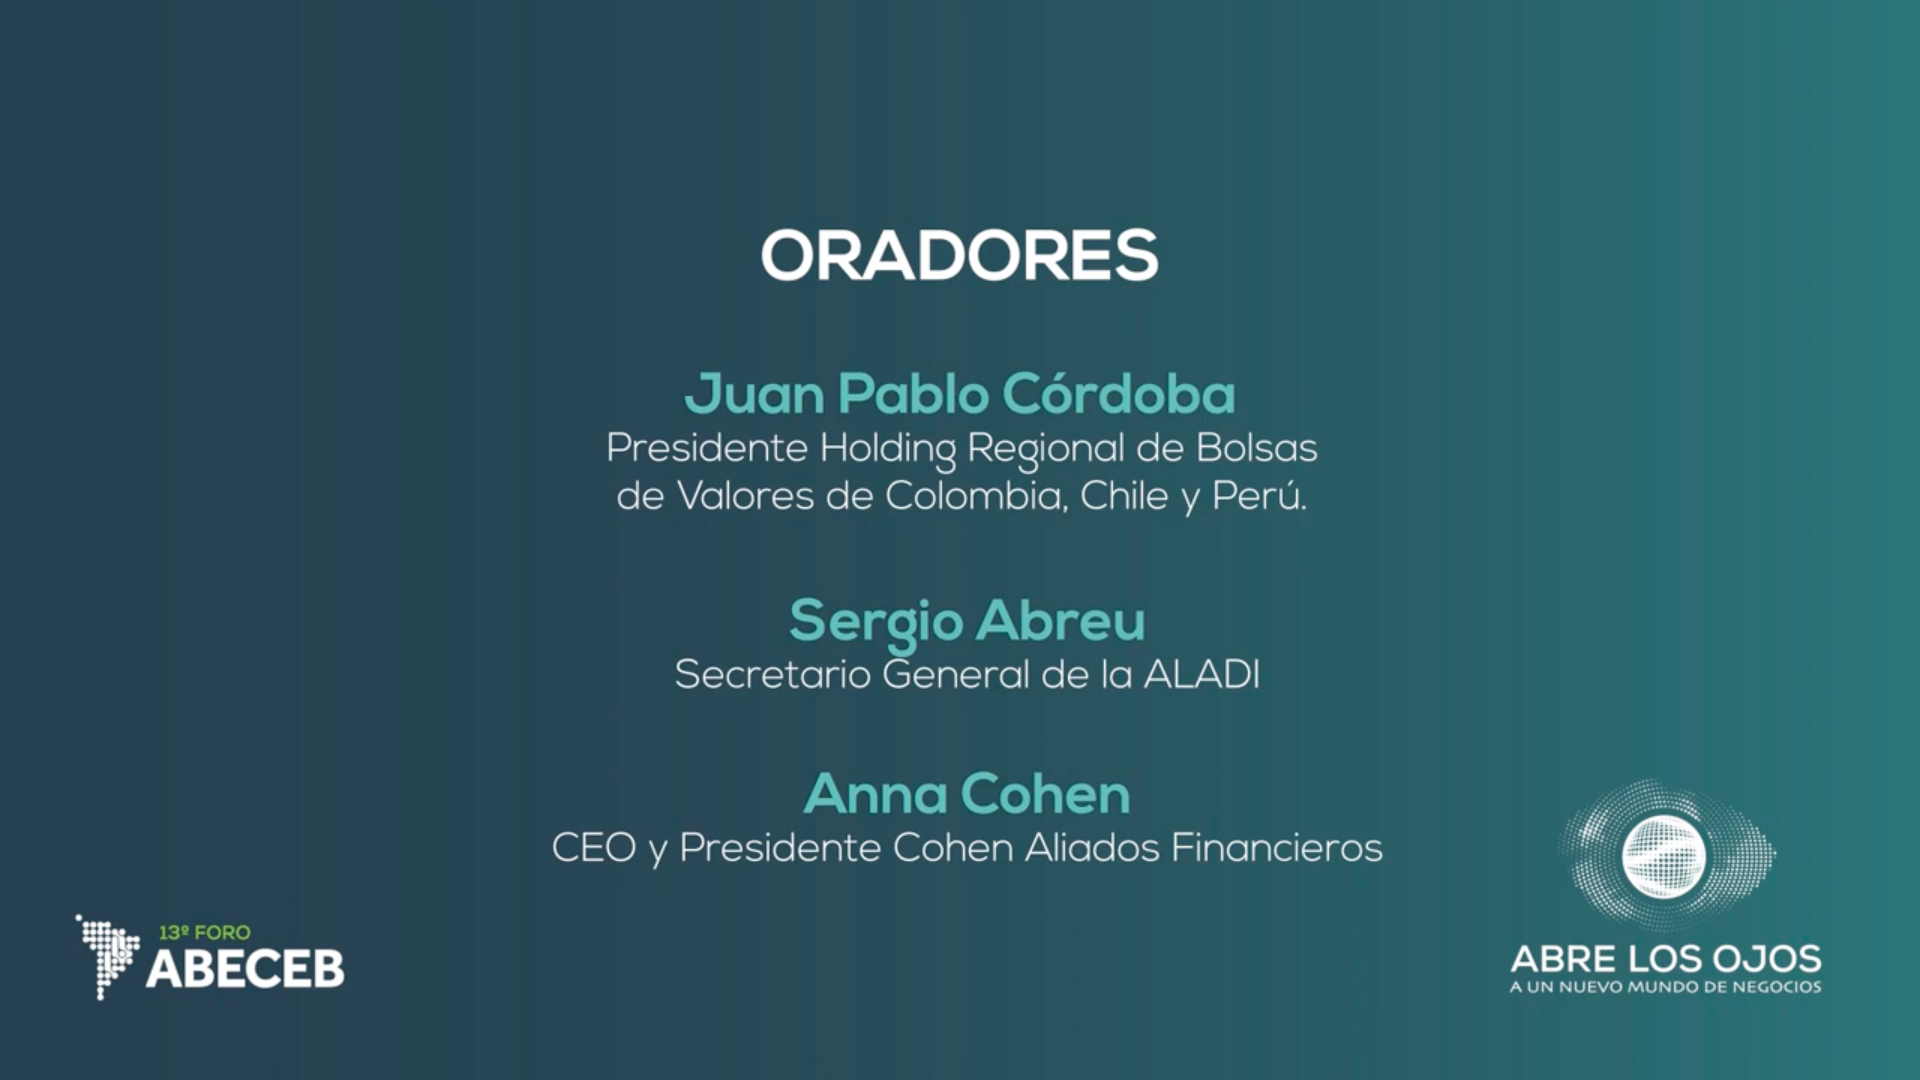 ORADORES
Juan Pablo Córdoba
Presidente Holding Regional de Bolsas
de Valores de Colombia, Chile y Perú.
Sergio Abreu
Secretario General de la ALADI
Anna Cohen
CEO y Presidente Cohen Aliados Financieros
13º FORO
ABECEB
ABRE LOS OJOS
A UN NUEVO MUNDO DE NEGOCIOS